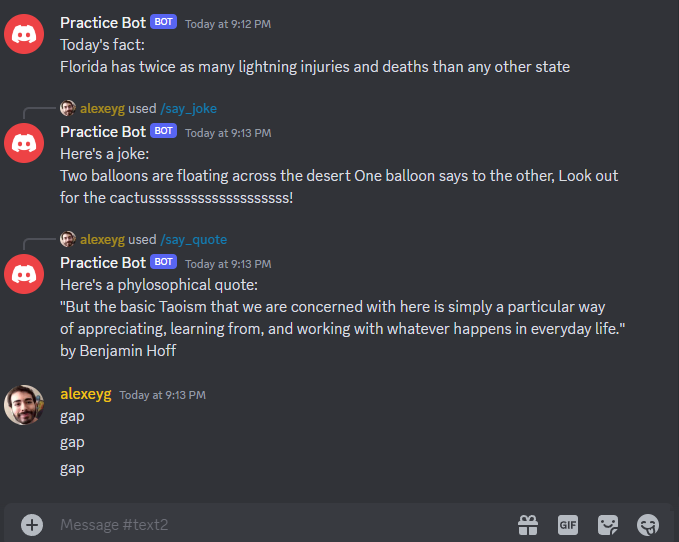 Practice Bot BOT Today at 9:12 PM
Today's fact:
Florida has twice as many lightning injuries and deaths than any other state
alexeyg used /say_joke
Practice Bot BOT Today at 9:13 PM
Here's a joke:
Two balloons are floating across the desert One balloon says to the other, Look out
for the cactusssssssssssssssssssss!
alexeyg used /say_quote
Practice Bot BOT Today at 9:13 PM
Here's a phylosophical quote:
"But the basic Taoism that we are concerned with here is simply a particular way
of appreciating, learning from, and working with whatever happens in everyday life."
by Benjamin Hoff
alexeyg Today at 9:13 PM
gap
gap
gap
Message #text2
GIF